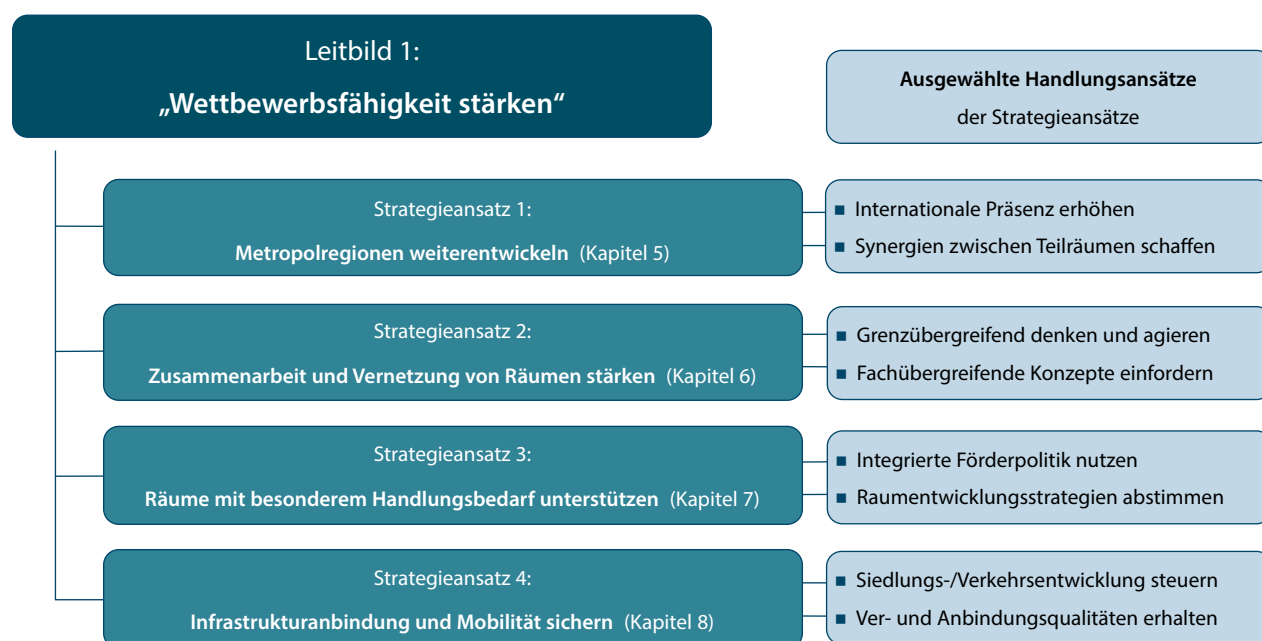 Leitbild 1:
„Wettbewerbsfähigkeit stärken“
Ausgewählte Handlungsansätze
der Strategieansätze
Strategieansatz 1:
Metropolregionen weiterentwickeln (Kapitel 5)
■ Internationale Präsenz erhöhen
■ Synergien zwischen Teilräumen schaffen
Strategieansatz 2:
Zusammenarbeit und Vernetzung von Räumen stärken (Kapitel 6)
■ Grenzübergreifend denken und agieren
■ Fachübergreifende Konzepte einfordern
Strategieansatz 3:
Räume mit besonderem Handlungsbedarf unterstützen (Kapitel 7)
■ Integrierte Förderpolitik nutzen
■ Raumentwicklungsstrategien abstimmen
Strategieansatz 4:
Infrastrukturanbindung und Mobilität sichern (Kapitel 8)
■ Siedlungs-/Verkehrsentwicklung steuern
■ Ver- und Anbindungsqualitäten erhalten